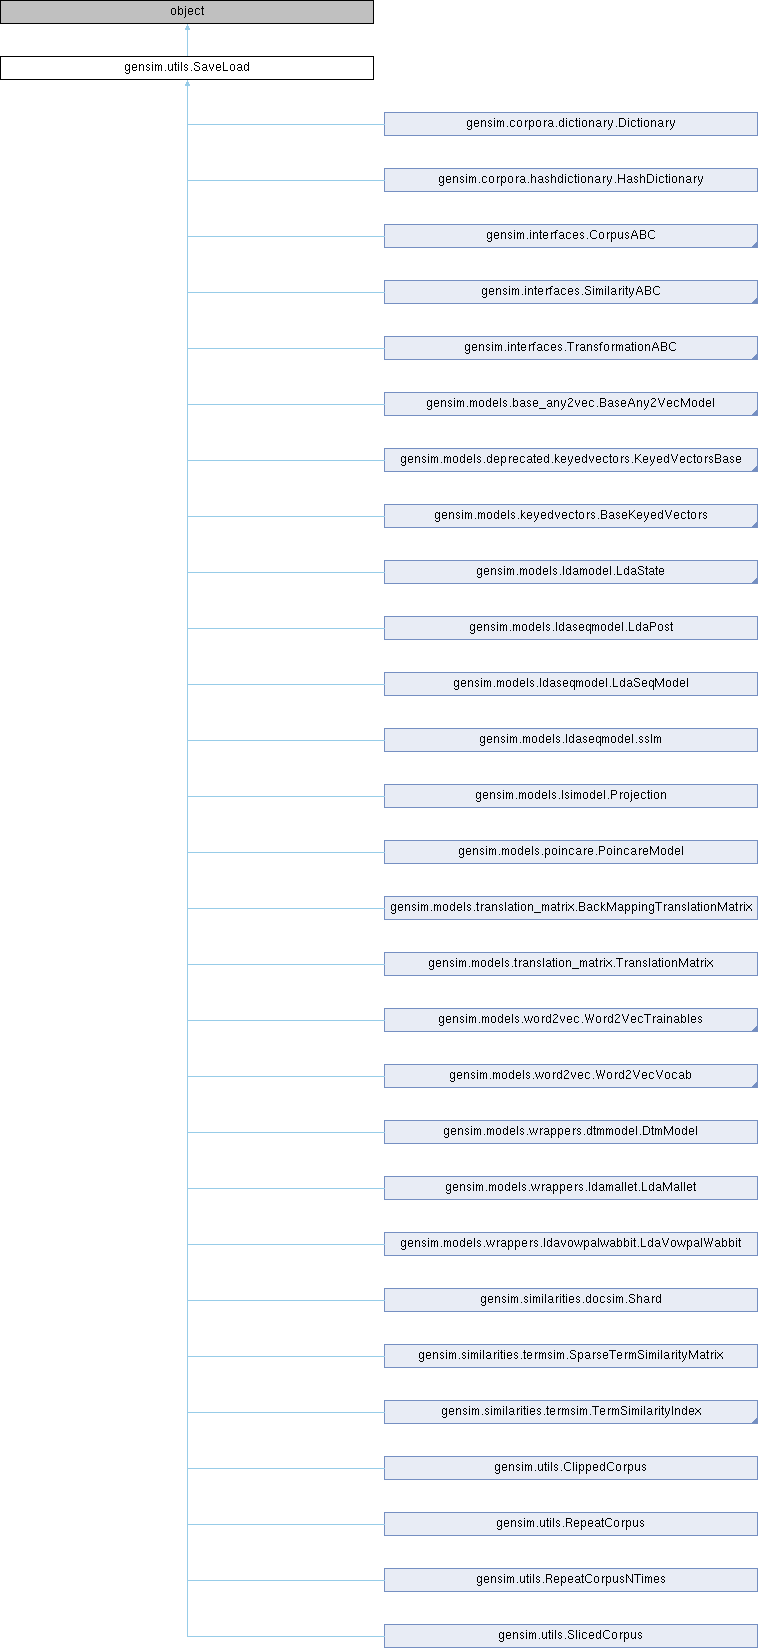 object
gensim.utils.SaveLoad
gensim.corpora.dictionary.Dictionary
gensim.corpora.hashdictionary.HashDictionary
gensim.interfaces.CorpusABC
gensim.interfaces.SimilarityABC
gensim.interfaces.TransformationABC
gensim.models.base_any2vec.BaseAny2VecModel
gensim.models.deprecated.keyedvectors.KeyedVectorsBase
gensim.models.keyedvectors.BaseKeyedVectors
gensim.models.ldamodel.LdaState
gensim.models.ldaseqmodel.LdaPost
gensim.models.ldaseqmodel.LdaSeqModel
gensim.models.ldaseqmodel.sslm
gensim.models.lsimodel.Projection
gensim.models.poincare.PoincareModel
gensim.models.translation_matrix.BackMappingTranslationMatrix
gensim.models.translation_matrix.TranslationMatrix
gensim.models.word2vec.Word2VecTrainables
gensim.models.word2vec.Word2VecVocab
gensim.models.wrappers.dtmmodel.DtmModel
gensim.models.wrappers.ldamallet.LdaMallet
gensim.models.wrappers.ldavowpalwabbit.LdaVowpalWabbit
gensim.similarities.docsim.Shard
gensim.similarities.termsim.SparseTermSimilarityMatrix
gensim.similarities.termsim.TermSimilarityIndex
gensim.utils.ClippedCorpus
gensim.utils.RepeatCorpus
gensim.utils.RepeatCorpusNTimes
gensim.utils.SlicedCorpus